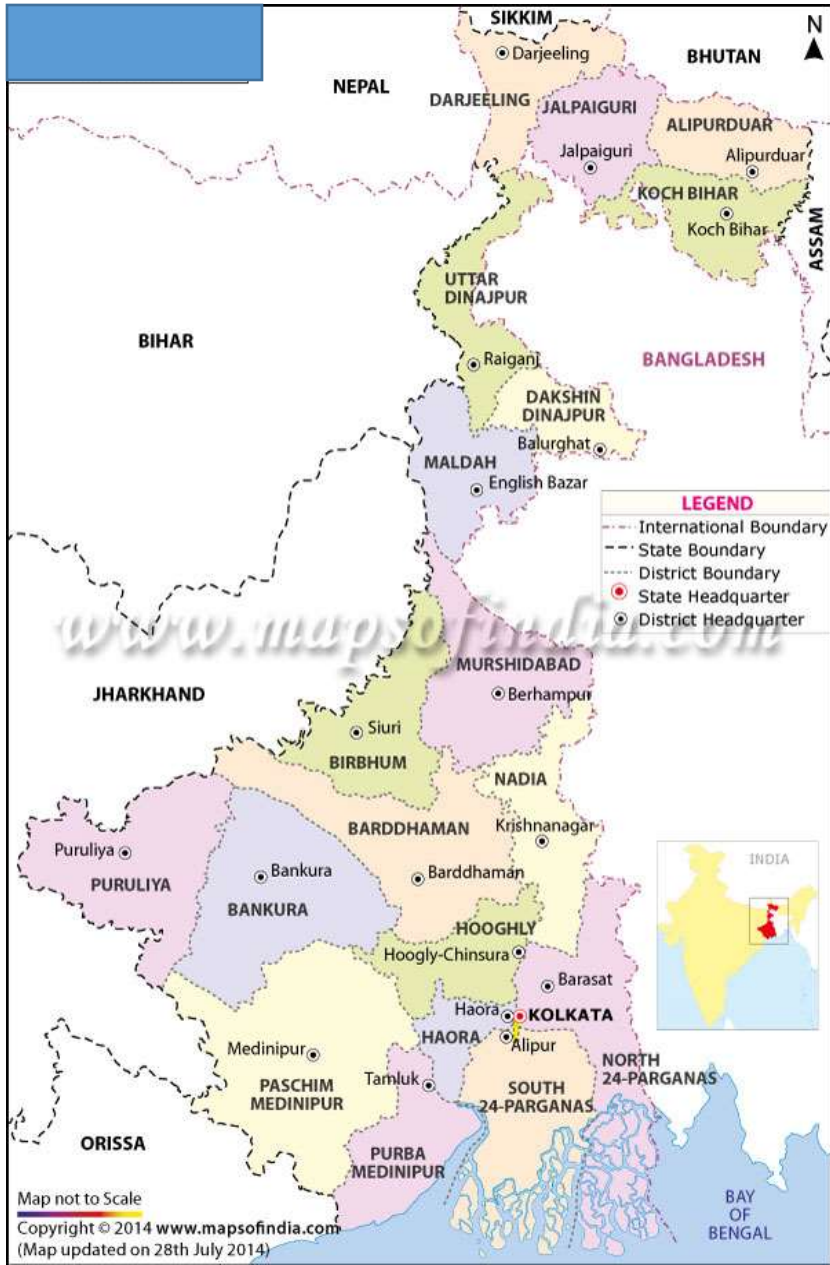 SIKKIM
N
NEPAL
BHUTAN
Darjeeling
DARJEELING
JALPAIGURI
ALIPURDUAR
Jalpaiguri
Alipurduar
KOCH BIHAR
Koch Bihar
ASSAM
UTTAR
DINAJPUR
BIHAR
Raiganj
BANGLADESH
DAKSHIN
DINAJPUR
Balurghat
MALDAH
English Bazar
LEGEND
International Boundary
State Boundary
District Boundary
State Headquarter
District Headquarter
www.mapsofindia.com
MURSHIDABAD
Berhampur
JHARKHAND
Siuri
BIRBHUM
NADIA
BARDDHAMAN
Krishnanagar
Puruliya
PURULIYA
Bankura
BANKURA
Barddhaman
INDIA
HOOGHLY
Hoogly-Chinsura
Barasat
Haora
KOLKATA
HAORA
Alipur
Medinipur
PASCHIM
MEDINIPUR
Tamluk
SOUTH
24-PARGANAS
NORTH
24-PARGANAS
ORISSA
PURBA
MEDINIPUR
BAY
OF
BENGAL
Map not to Scale
Copyright © 2014 www.mapsofindia.com
(Map updated on 28th July 2014)